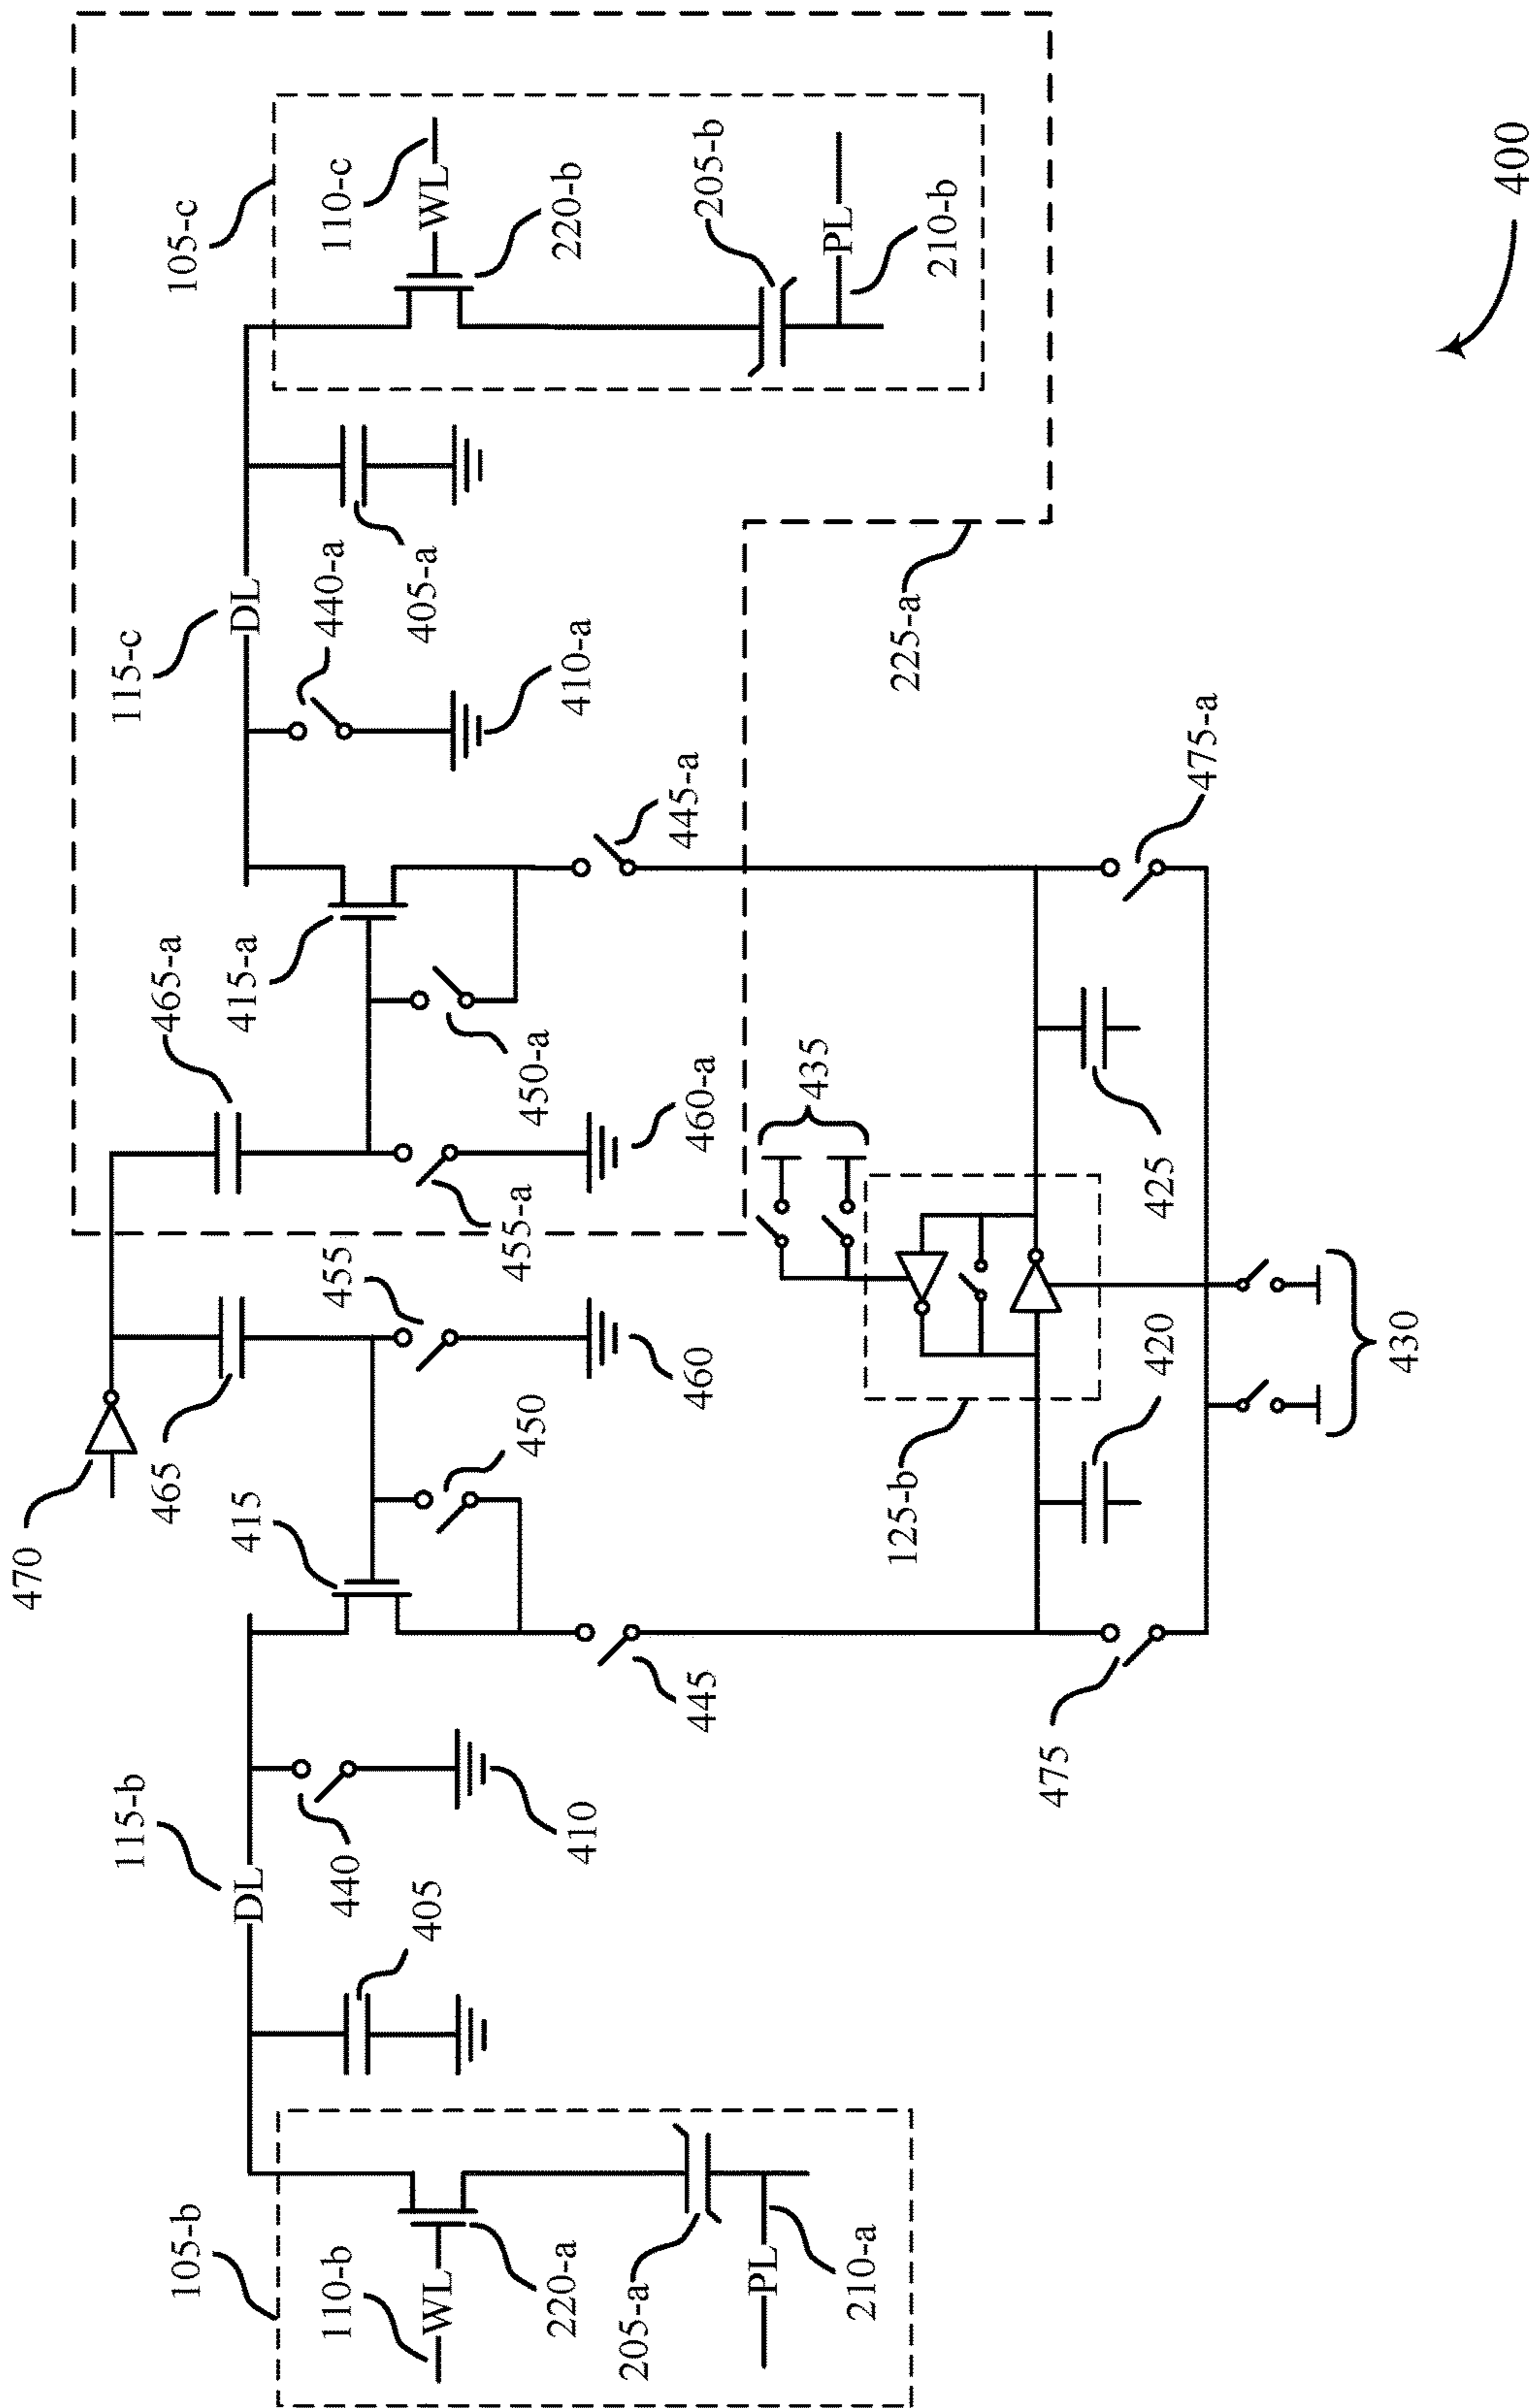 470
465
465-a
115-b
DL
415
455
415-a
115-c
DL
440-a
105-c
110-c
WL
220-b
205-b
PL
210-b
105-b
110-b
WL
220-a
205-a
PL
210-a
405
440
410
450
460
455-a
450-a
460-a
445-a
410-a
405-a
225-a
445
435
125-b
420
425
475
475-a
430
400